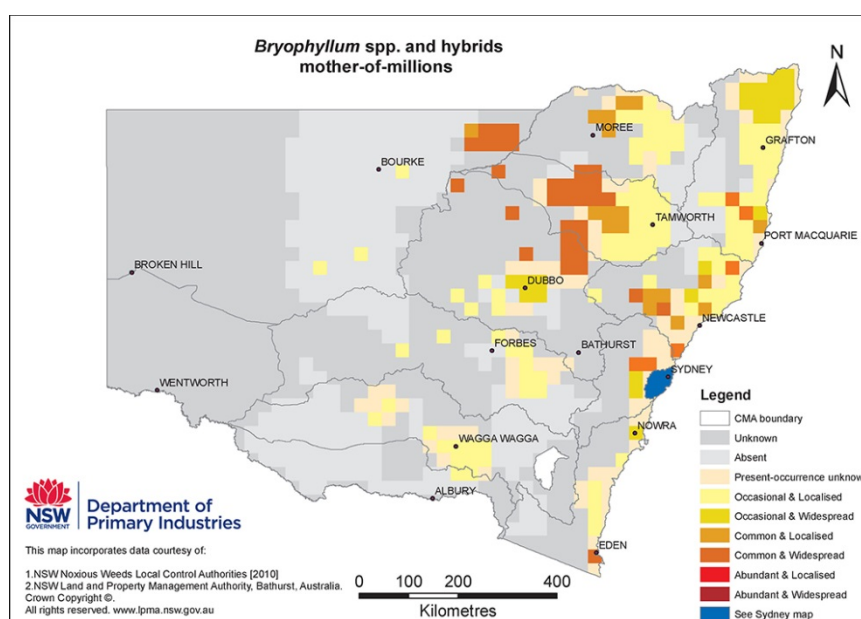 Bryophyllum spp. and hybrids
mother-of-millions
N
MOREE
GRAFTON
BOURKE
TAMWORTH
PORT MACQUARIE
BROKEN HILL
DUBBO
NEWCASTLE
FORBES
BATHURST
SYDNEY
WENTWORTH
Legend
CMA boundary
NOWRA
Unknown
WAGGA WAGGA
Absent
Present-occurrence unknow
ALBURY
Occasional & Localised
NSW
GOVERNMENT
Department of
Primary Industries
Occasional & Widespread
Common & Localised
EDEN
Common & Widespread
This map incorporates data courtesy of:
Abundant & Localised
1.NSW Noxious Weeds Local Control Authorities [2010]
2.NSW Land and Property Management Authority, Bathurst, Australia.
Crown Copyright ©.
All rights reserved. www.lpma.nsw.gov.au
0 100 200 400
Kilometres
Abundant & Widespread
See Sydney map